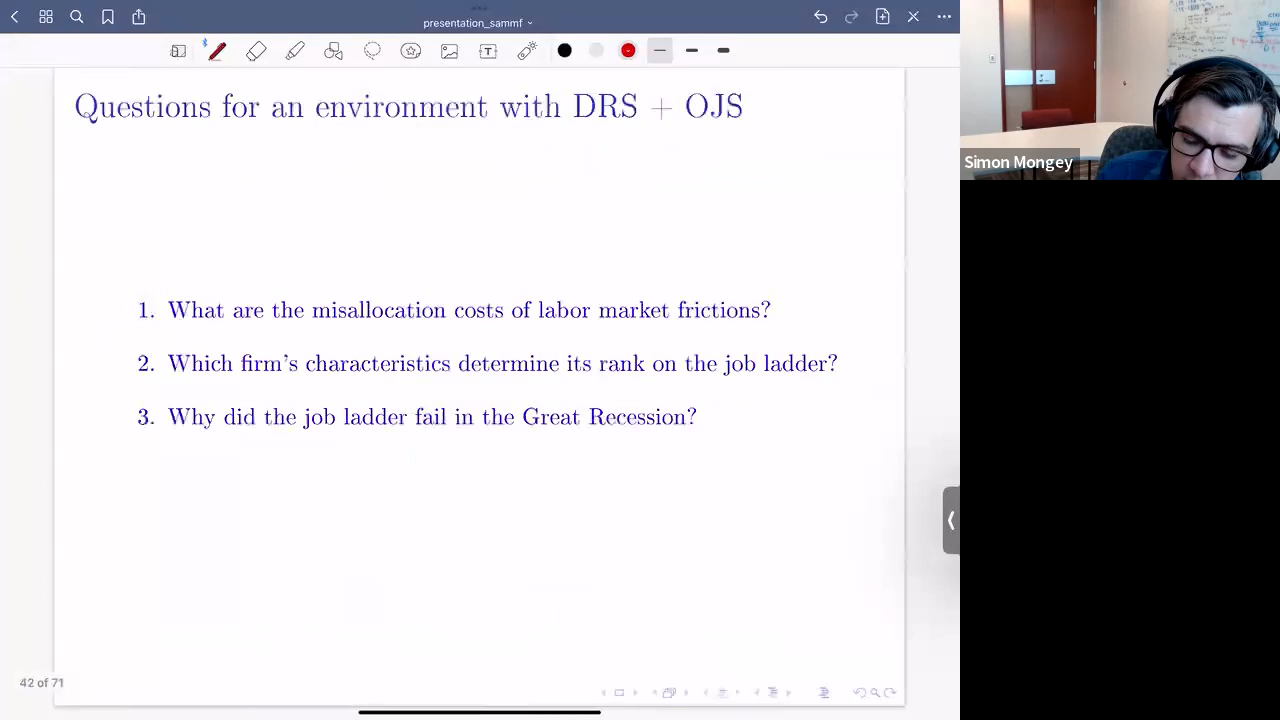 presentation_sammf
Questions for an environment with DRS + OJS
1. What are the misallocation costs of labor market frictions?
2. Which firm's characteristics determine its rank on the job ladder?
3. Why did the job ladder fail in the Great Recession?
42 of 71
Simon Mongey